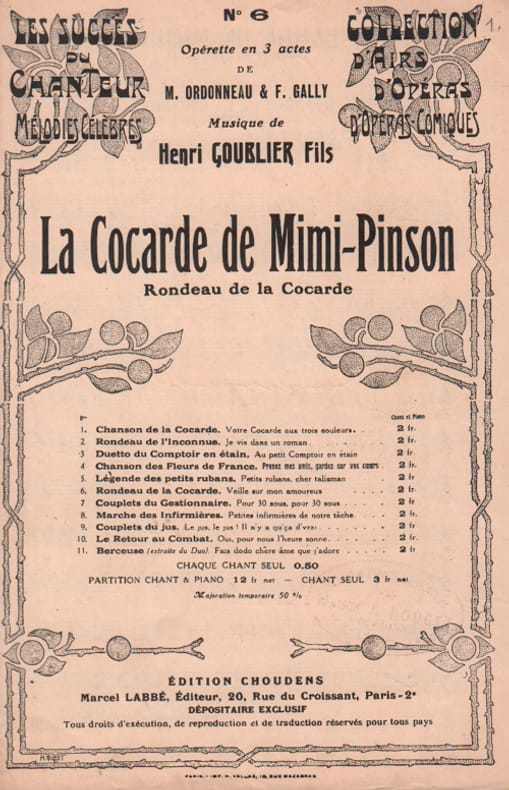 LES SUCCÈS
DU
CHANTEUR
MÉLODIES CÉLÈBRES
Nº 6
Opérette en 3 actes
DE
M. ORDONNEAU & F. GALLY
Musique de
Henri GOUBLIER Fils
COLLECTION
D'AIRS
D'OPÉRAS
D'OPÉRAS-COMIQUES
1.
La Cocarde de Mimi-Pinson
Rondeau de la Cocarde
Nos Chant et Piano
1. Chanson de la Cocarde. Votre Cocarde aux trois couleurs. . 2 fr.
2. Rondeau de l'Inconnue. Je vis dans un roman . . . . . 2 fr.
3. Duetto du Comptoir en étain. Au petit Comptoir en étain 2 fr.
4. Chanson des Fleurs de France. Prenez mes amis, gardez sur vos cœurs . 2 fr.
5. Légende des petits rubans. Petits rubans, cher talisman 2 fr.
6. Rondeau de la Cocarde. Veille sur mon amoureux . . . 2 fr.
7. Couplets du Gestionnaire. Pour 30 sous, pour 30 sous . 2 fr.
8. Marche des Infirmières. Petites infirmières de notre tâche. 2 fr.
9. Couplets du jus. Le jus, le jus ! Il n'y a qu'ça d'vrai . . . 2 fr.
10. Le Retour au Combat. Oui, pour nous l'heure sonne . . 2 fr.
11. Berceuse (extraite du Duo). Fais dodo chère âme que j'adore . . 2 fr
CHAQUE CHANT SEUL 0.50
PARTITION CHANT & PIANO 12 fr net — CHANT SEUL 3 fr net
Majoration temporaire 50 %
ÉDITION CHOUDENS
Marcel LABBÉ, Éditeur, 20, Rue du Croissant, Paris-2e
DÉPOSITAIRE EXCLUSIF
Tous droits d'exécution, de reproduction et de traduction réservés pour tous pays
PARIS. - IMP. H. VALLAS, 18, RUE MAZARGAN